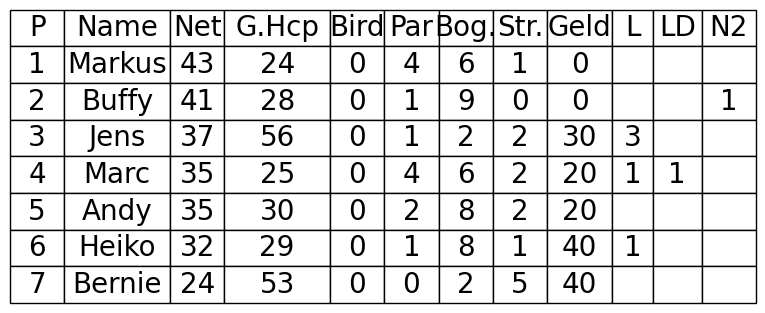 P Name Net G.Hcp Bird Par Bog. Str. Geld L LD N2
1 Markus 43 24 0 4 6 1 0
2 Buffy 41 28 0 1 9 0 0 1
3 Jens 37 56 0 1 2 2 30 3
4 Marc 35 25 0 4 6 2 20 1 1
5 Andy 35 30 0 2 8 2 20
6 Heiko 32 29 0 1 8 1 40 1
7 Bernie 24 53 0 0 2 5 40